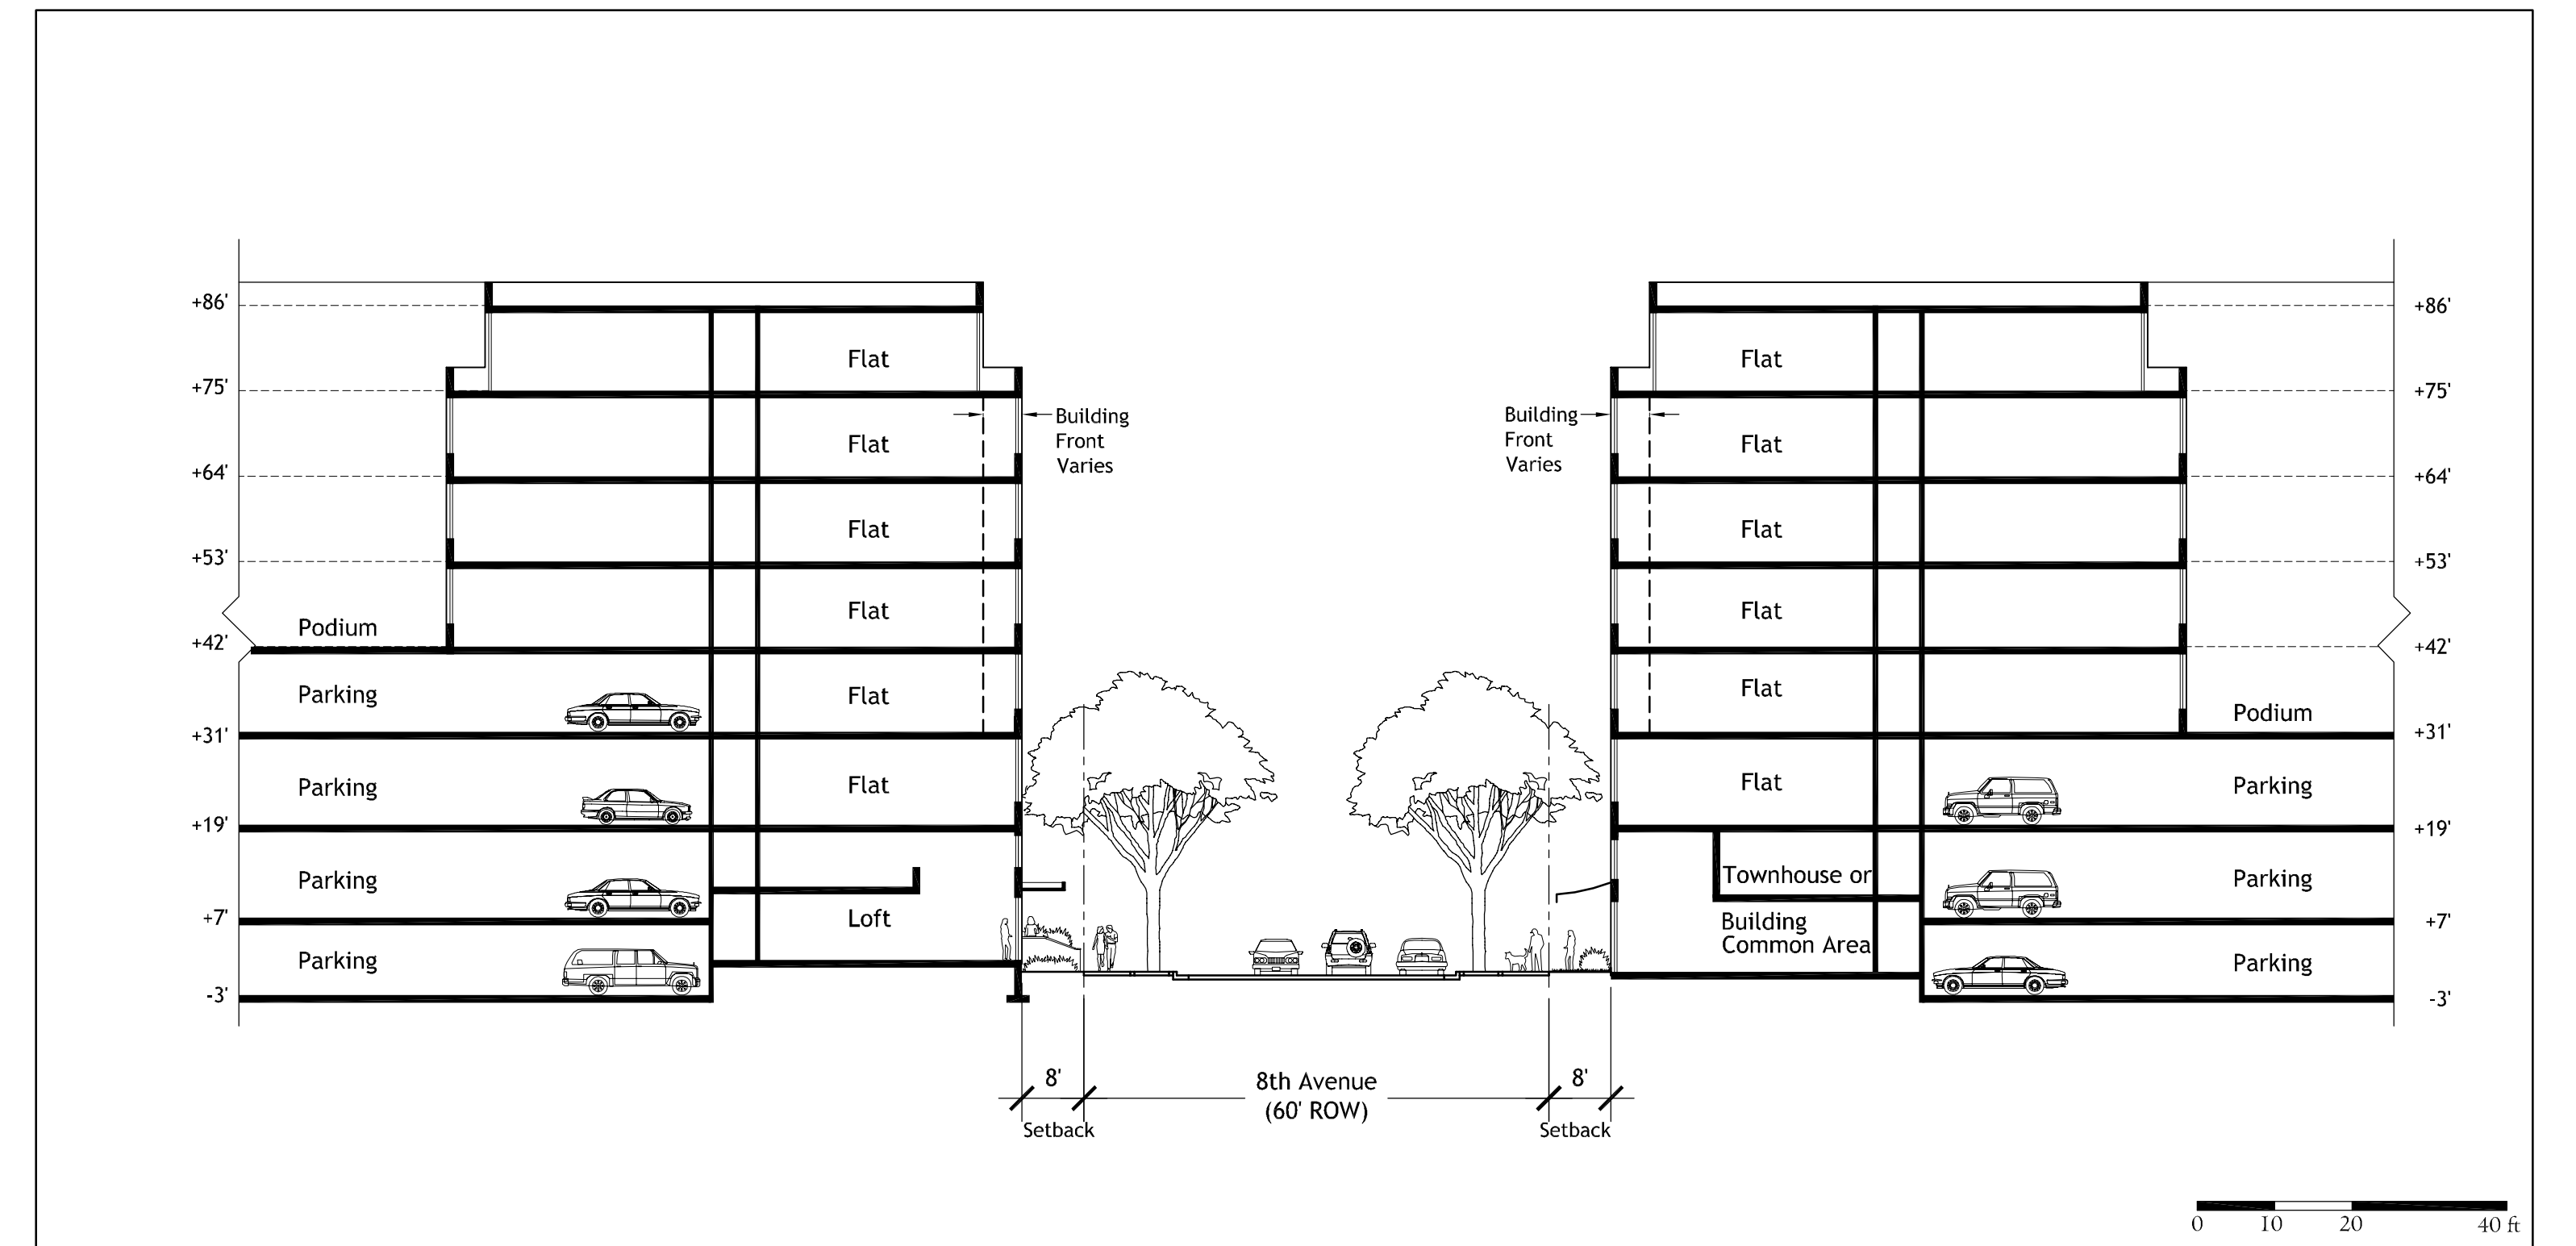 +86'
+86'
Flat
Flat
+75'
+75'
Building
Front
Varies
Building
Front
Varies
Flat
Flat
+64'
+64'
Flat
Flat
+53'
+53'
Podium
Flat
Flat
+42'
+42'
Parking
Flat
Flat
Podium
+31'
+31'
Parking
Flat
Flat
Parking
+19'
+19'
Parking
Townhouse or
Parking
+7'
Loft
Building
Common Area
+7'
Parking
Parking
-3'
-3'
8'
8th Avenue
(60' ROW)
8'
Setback
Setback
0 10 20 40 ft